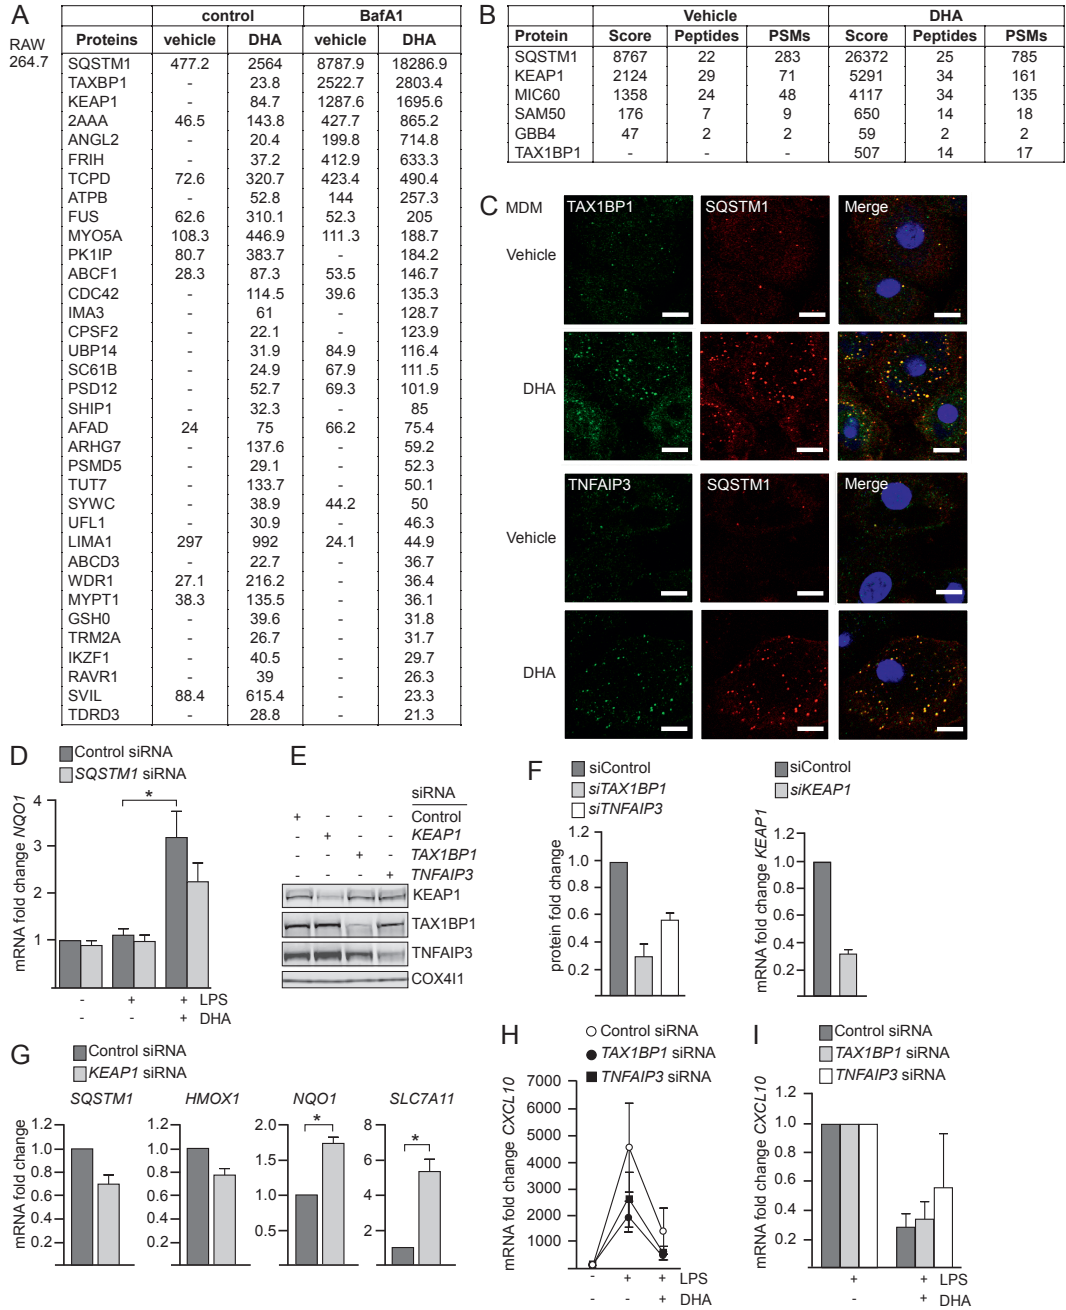 A
control BafA1
RAW 264.7
Proteins vehicle DHA vehicle DHA
SQSTM1 477.2 2564 8787.9 18286.9
TAXBP1 - 23.8 2522.7 2803.4
KEAP1 - 84.7 1287.6 1695.6
2AAA 46.5 143.8 427.7 865.2
ANGL2 - 20.4 199.8 714.8
FRIH - 37.2 412.9 633.3
TCPD 72.6 320.7 423.4 490.4
ATPB - 52.8 144 257.3
FUS 62.6 310.1 52.3 205
MYO5A 108.3 446.9 111.3 188.7
PK1IP 80.7 383.7 - 184.2
ABCF1 28.3 87.3 53.5 146.7
CDC42 - 114.5 39.6 135.3
IMA3 - 61 - 128.7
CPSF2 - 22.1 - 123.9
UBP14 - 31.9 84.9 116.4
SC61B - 24.9 67.9 111.5
PSD12 - 52.7 69.3 101.9
SHIP1 - 32.3 - 85
AFAD 24 75 66.2 75.4
ARHG7 - 137.6 - 59.2
PSMD5 - 29.1 - 52.3
TUT7 - 133.7 - 50.1
SYWC - 38.9 44.2 50
UFL1 - 30.9 - 46.3
LIMA1 297 992 24.1 44.9
ABCD3 - 22.7 - 36.7
WDR1 27.1 216.2 - 36.4
MYPT1 38.3 135.5 - 36.1
GSH0 - 39.6 - 31.8
TRM2A - 26.7 - 31.7
IKZF1 - 40.5 - 29.7
RAVR1 - 39 - 26.3
SVIL 88.4 615.4 - 23.3
TDRD3 - 28.8 - 21.3
B
Vehicle DHA
Protein Score Peptides PSMs Score Peptides PSMs
SQSTM1 8767 22 283 26372 25 785
KEAP1 2124 29 71 5291 34 161
MIC60 1358 24 48 4117 34 135
SAM50 176 7 9 650 14 18
GBB4 47 2 2 59 2 2
TAX1BP1 - - - 507 14 17
C MDM
TAX1BP1 SQSTM1 Merge
Vehicle
DHA
TNFAIP3 SQSTM1 Merge
Vehicle
DHA
D
Control siRNA
SQSTM1 siRNA
mRNA fold change NQO1
4
3
2
1
*
- + + LPS
+ DHA
E
siRNA
+ - - - Control
- + - - KEAP1
- - + - TAX1BP1
- - - + TNFAIP3
KEAP1
TAX1BP1
TNFAIP3
COX4I1
F
siControl
siTAX1BP1
siTNFAIP3
protein fold change
1.2
1.0
0.8
0.6
0.4
0.2
siControl
siKEAP1
mRNA fold change KEAP1
1.2
1.0
0.8
0.6
0.4
0.2
G
Control siRNA
KEAP1 siRNA
mRNA fold change
SQSTM1
1.2
1.0
0.8
0.6
0.4
0.2
HMOX1
1.2
1.0
0.8
0.6
0.4
0.2
NQO1
2.0
1.5
1.0
0.5
*
SLC7A11
8
6
4
2
*
H
Control siRNA
TAX1BP1 siRNA
TNFAIP3 siRNA
mRNA fold change CXCL10
7000
6000
5000
4000
3000
2000
1000
- + + LPS
- - + DHA
I
Control siRNA
TAX1BP1 siRNA
TNFAIP3 siRNA
mRNA fold change CXCL10
1.2
1.0
0.8
0.6
0.4
0.2
+ + LPS
- + DHA